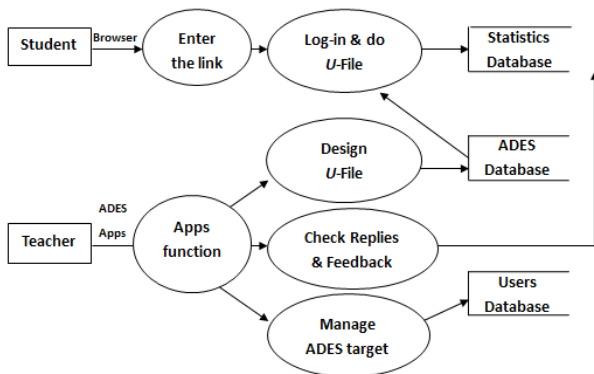 Student
Browser
Enter
the link
Log-in & do
U-File
Statistics
Database
Design
U-File
ADES
Database
Teacher
ADES
Apps
Apps
function
Check Replies
& Feedback
Users
Database
Manage
ADES target